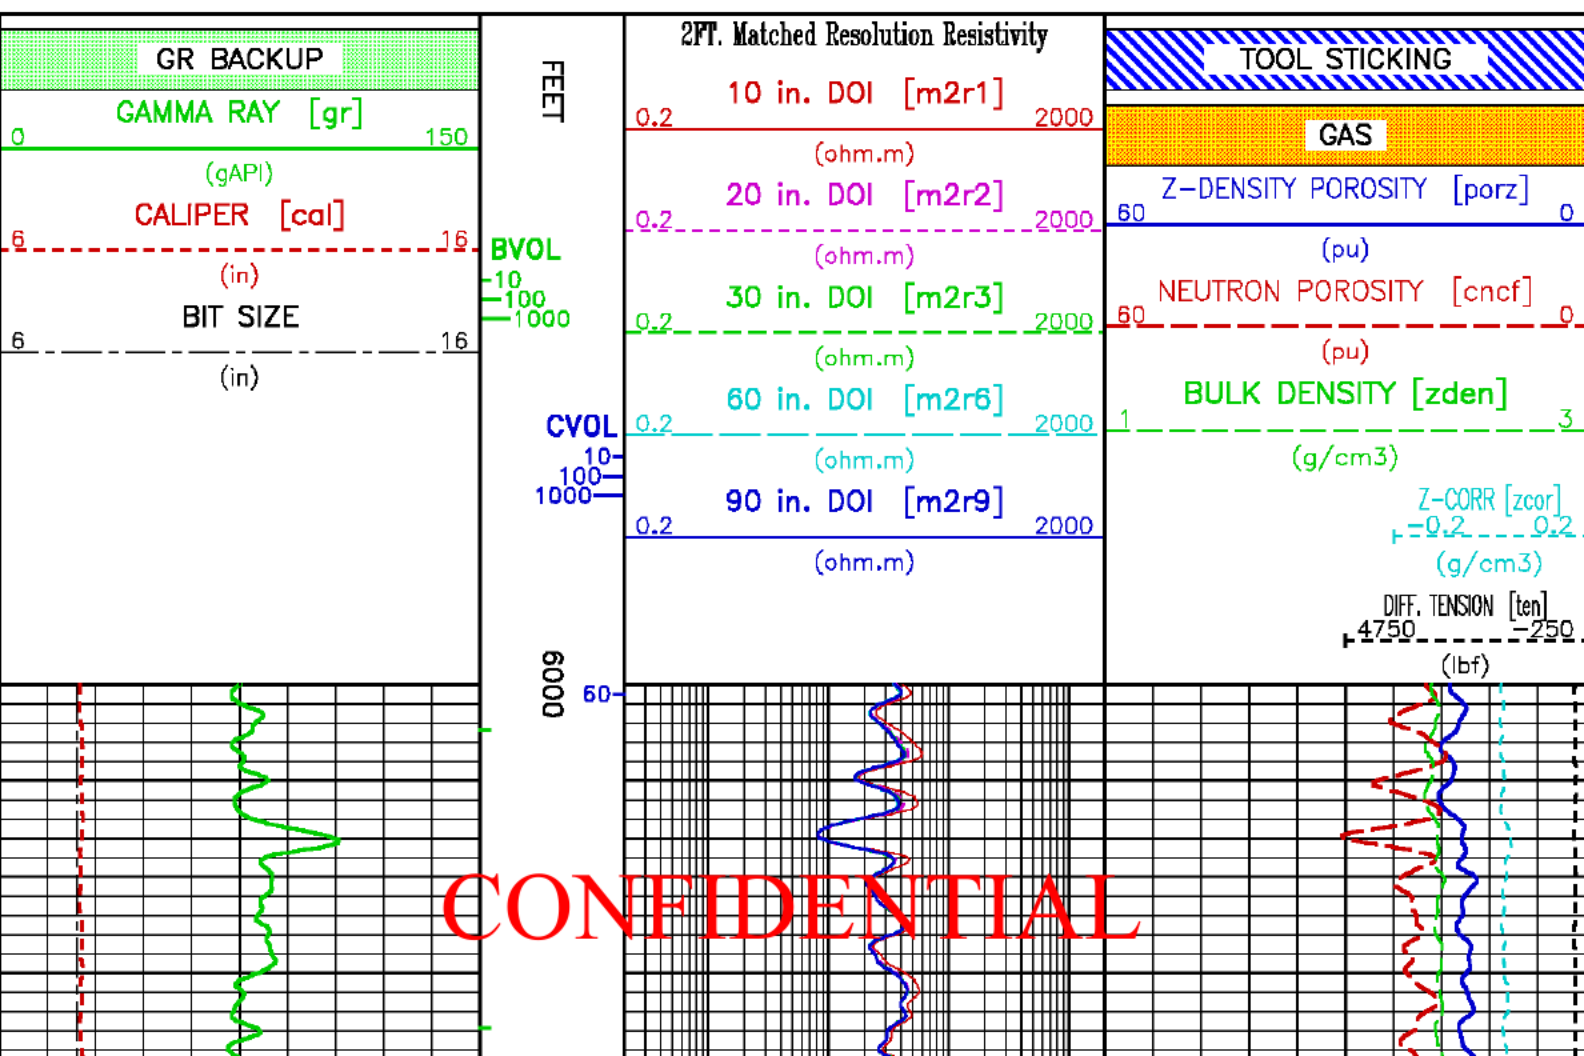 GR BACKUP
GAMMA RAY [gr]
0 150
(gAPI)
CALIPER [cal]
6 16
(in)
BIT SIZE
6 16
(in)
FEET
BVOL
10
100
1000
CVOL
10
100
1000
6000
60
2FT. Matched Resolution Resistivity
10 in. DOI [m2r1]
0.2 2000
(ohm.m)
20 in. DOI [m2r2]
0.2 2000
(ohm.m)
30 in. DOI [m2r3]
0.2 2000
(ohm.m)
60 in. DOI [m2r6]
0.2 2000
(ohm.m)
90 in. DOI [m2r9]
0.2 2000
(ohm.m)
TOOL STICKING
GAS
Z-DENSITY POROSITY [porz]
60 0
(pu)
NEUTRON POROSITY [cncf]
60 0
(pu)
BULK DENSITY [zden]
1 3
(g/cm3)
Z-CORR [zcor]
-0.2 0.2
(g/cm3)
DIFF. TENSION [ten]
4750 -250
(lbf)
CONFIDENTIAL